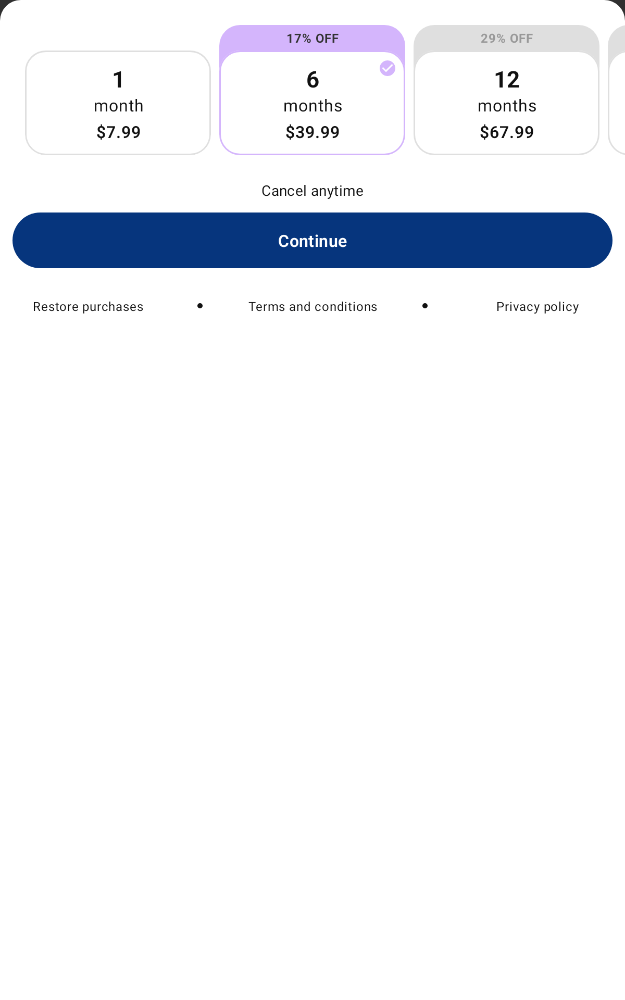 1
month
$7.99
17% OFF
6
months
$39.99
29% OFF
12
months
$67.99
Cancel anytime
Continue
Restore purchases • Terms and conditions • Privacy policy